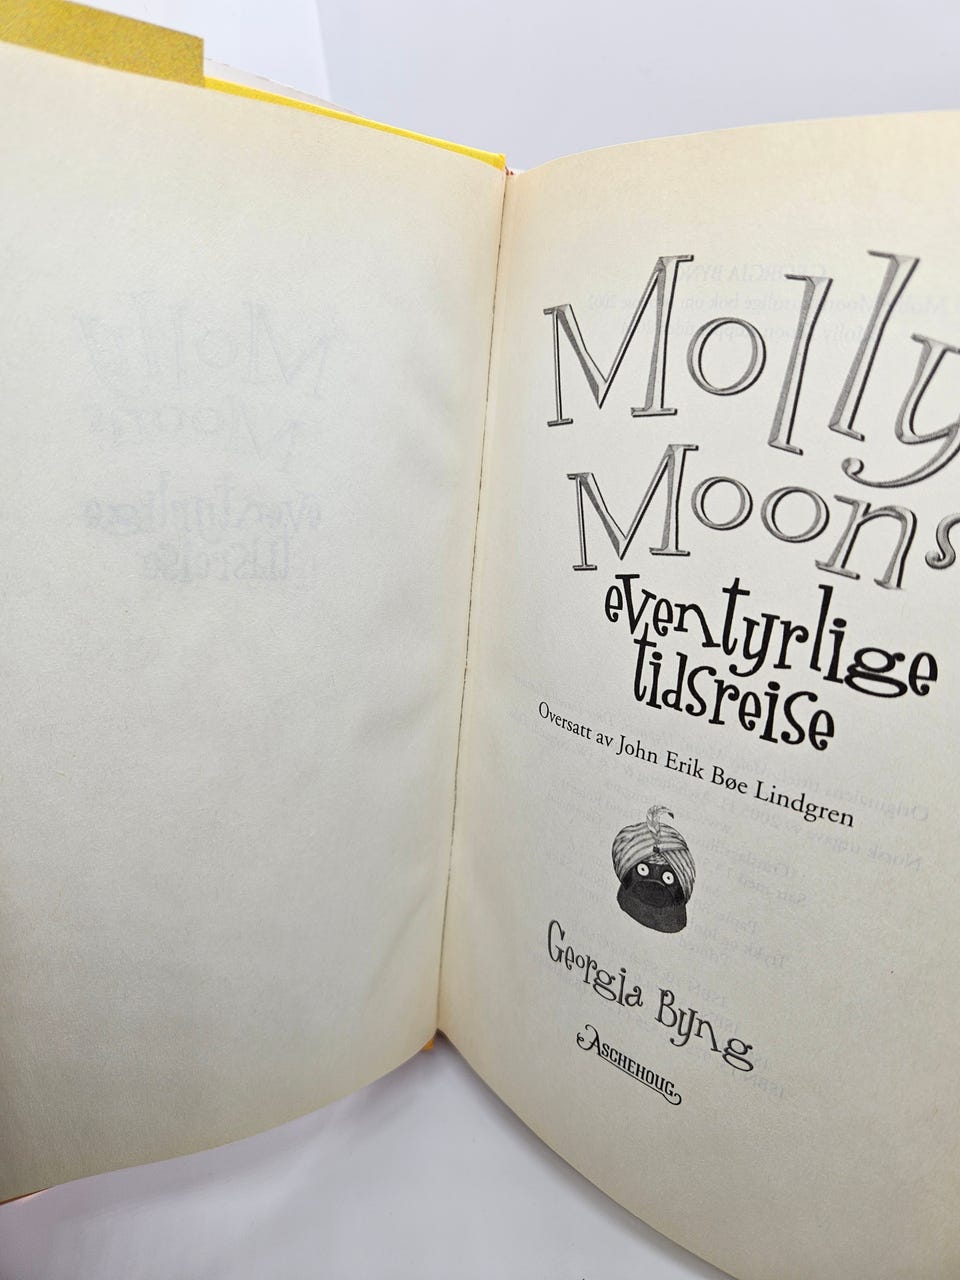 Molly
Moons
eventyrlige
tidsreise
Oversatt av John Erik Bøe Lindgren
Georgia Byng
ASCHEHOUG